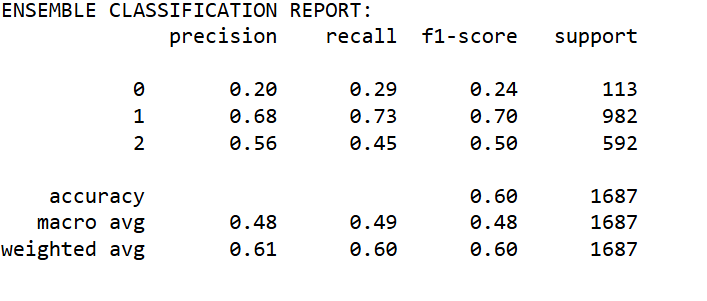 ENSEMBLE CLASSIFICATION REPORT:
              precision    recall  f1-score   support

           0       0.20      0.29      0.24       113
           1       0.68      0.73      0.70       982
           2       0.56      0.45      0.50       592

    accuracy                           0.60      1687
   macro avg       0.48      0.49      0.48      1687
weighted avg       0.61      0.60      0.60      1687